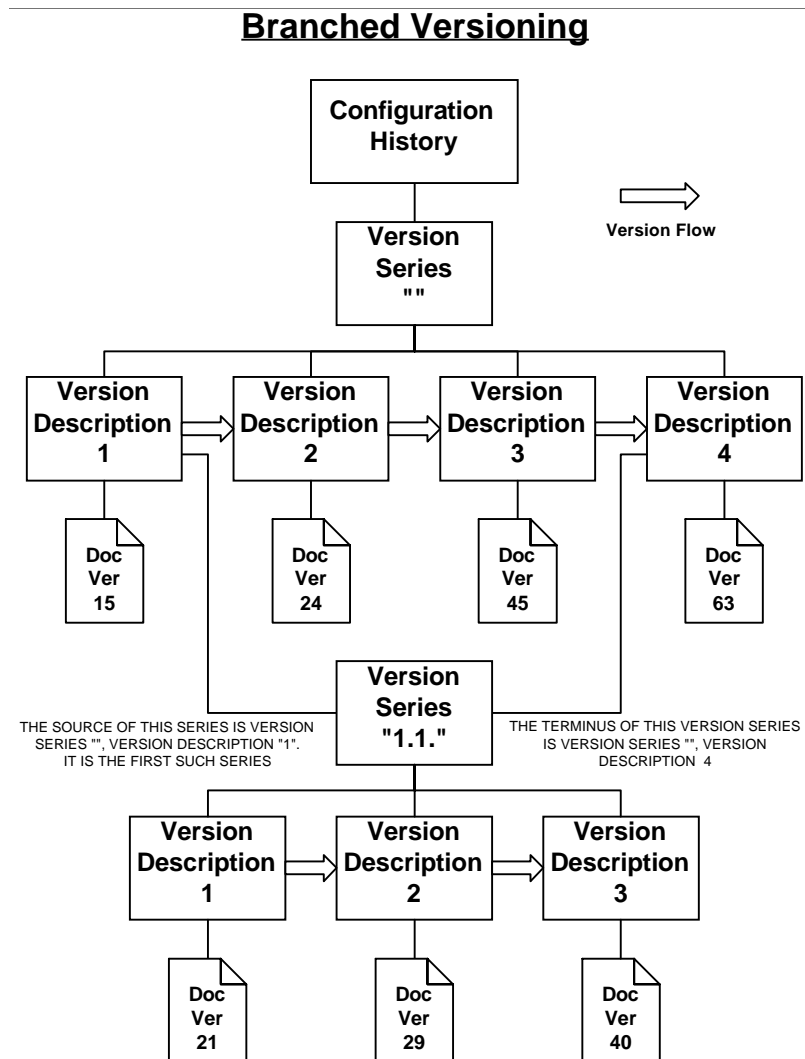 Branched Versioning
Configuration
History
Version Flow
Version
Series
""
Version
Description
1
Version
Description
2
Version
Description
3
Version
Description
4
Doc
Ver
15
Doc
Ver
24
Doc
Ver
45
Doc
Ver
63
Version
Series
"1.1."
THE SOURCE OF THIS SERIES IS VERSION
SERIES "", VERSION DESCRIPTION "1".
IT IS THE FIRST SUCH SERIES
THE TERMINUS OF THIS VERSION SERIES
IS VERSION SERIES "", VERSION
DESCRIPTION 4
Version
Description
1
Version
Description
2
Version
Description
3
Doc
Ver
21
Doc
Ver
29
Doc
Ver
40